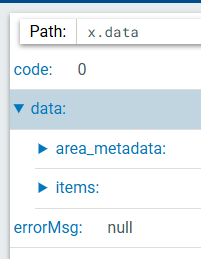 Path: x.data
code: 0
▼ data:
▶ area_metadata:
▶ items:
errorMsg: null